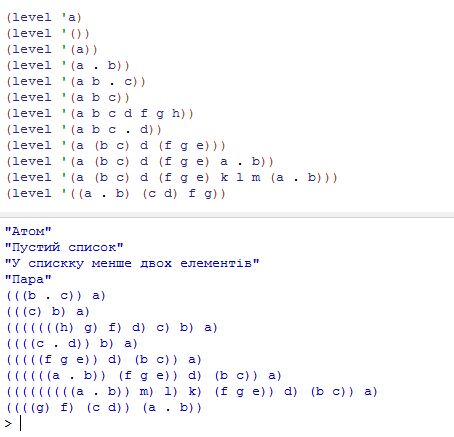 (level 'a)
(level '())
(level '(a))
(level '(a . b))
(level '(a b . c))
(level '(a b c))
(level '(a b c d f g h))
(level '(a b c . d))
(level '(a (b c) d (f g e)))
(level '(a (b c) d (f g e) a . b))
(level '(a (b c) d (f g e) k l m (a . b)))
(level '((a . b) (c d) f g))
"Атом"
"Пустий список"
"У спискку менше двох елементів"
"Пара"
(((b . c)) a)
(((c) b) a)
(((((((h) g) f) d) c) b) a)
((((c . d)) b) a)
(((((f g e)) d) (b c)) a)
((((((a . b)) (f g e)) d) (b c)) a)
(((((((((a . b)) m) l) k) (f g e)) d) (b c)) a)
((((g) f) (c d)) (a . b))
>